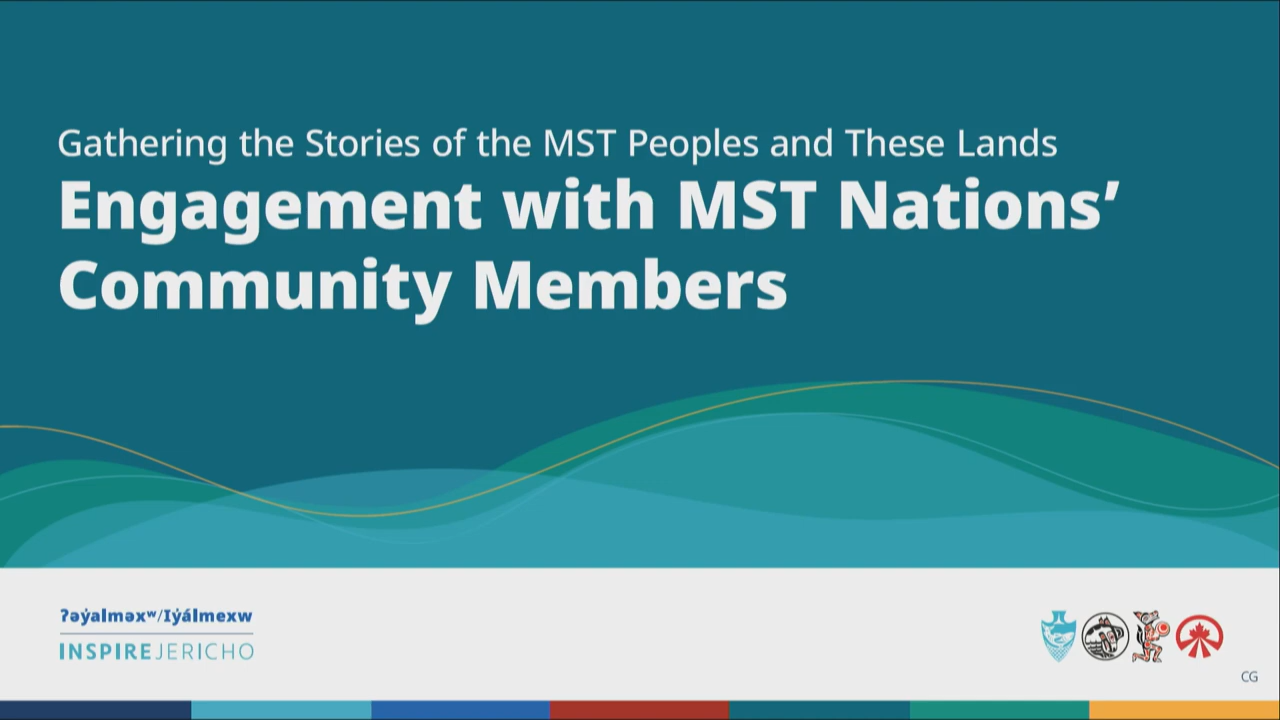 Gathering the Stories of the MST Peoples and These Lands
Engagement with MST Nations’
Community Members
ʔəy̓alməxʷ/Iy̓álmexw
INSPIREJERICHO
CG